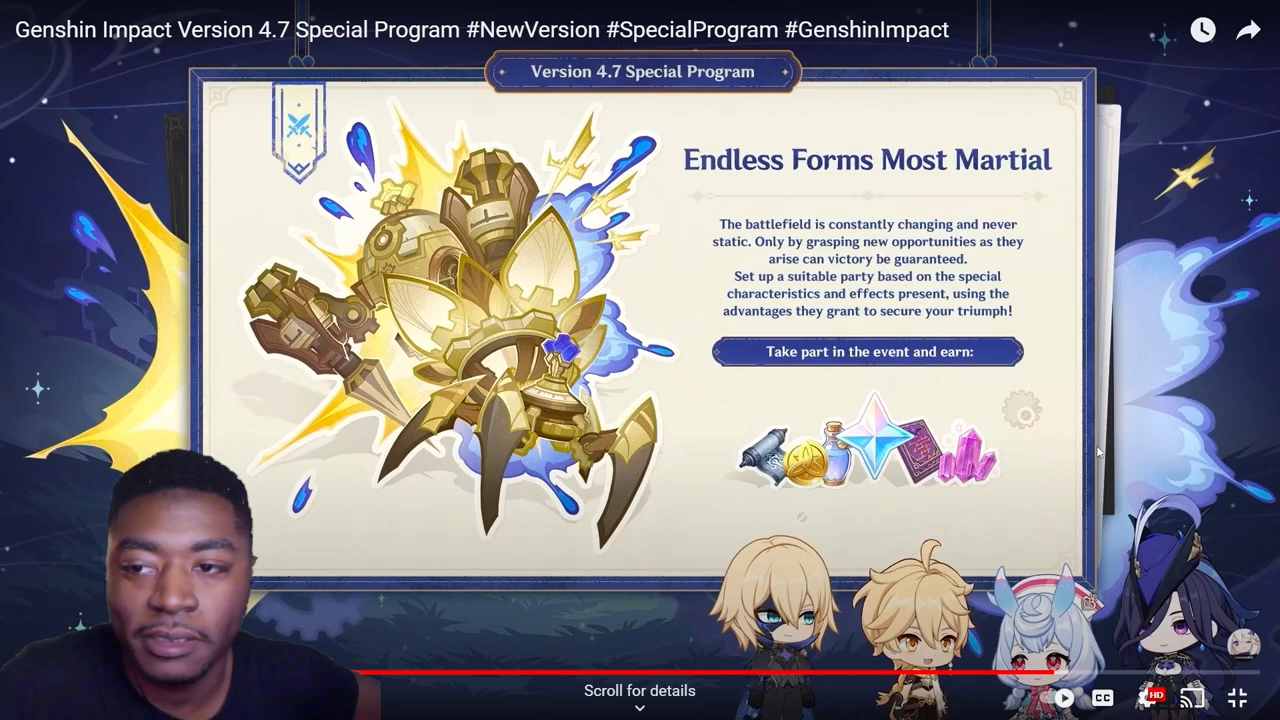 Genshin Impact Version 4.7 Special Program #NewVersion #SpecialProgram #GenshinImpact
Version 4.7 Special Program
Endless Forms Most Martial
The battlefield is constantly changing and never
static. Only by grasping new opportunities as they
arise can victory be guaranteed.
Set up a suitable party based on the special
characteristics and effects present, using the
advantages they grant to secure your triumph!
Take part in the event and earn:
Scroll for details
CC
HD